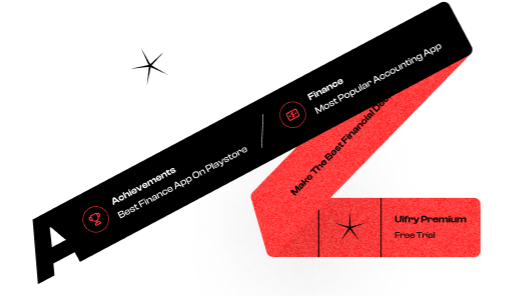 Finance
Most Popular Accounting App
Achievements
Best Finance App On Playstore
A
Make The Best Financial
Uifry Premium
Free Trial